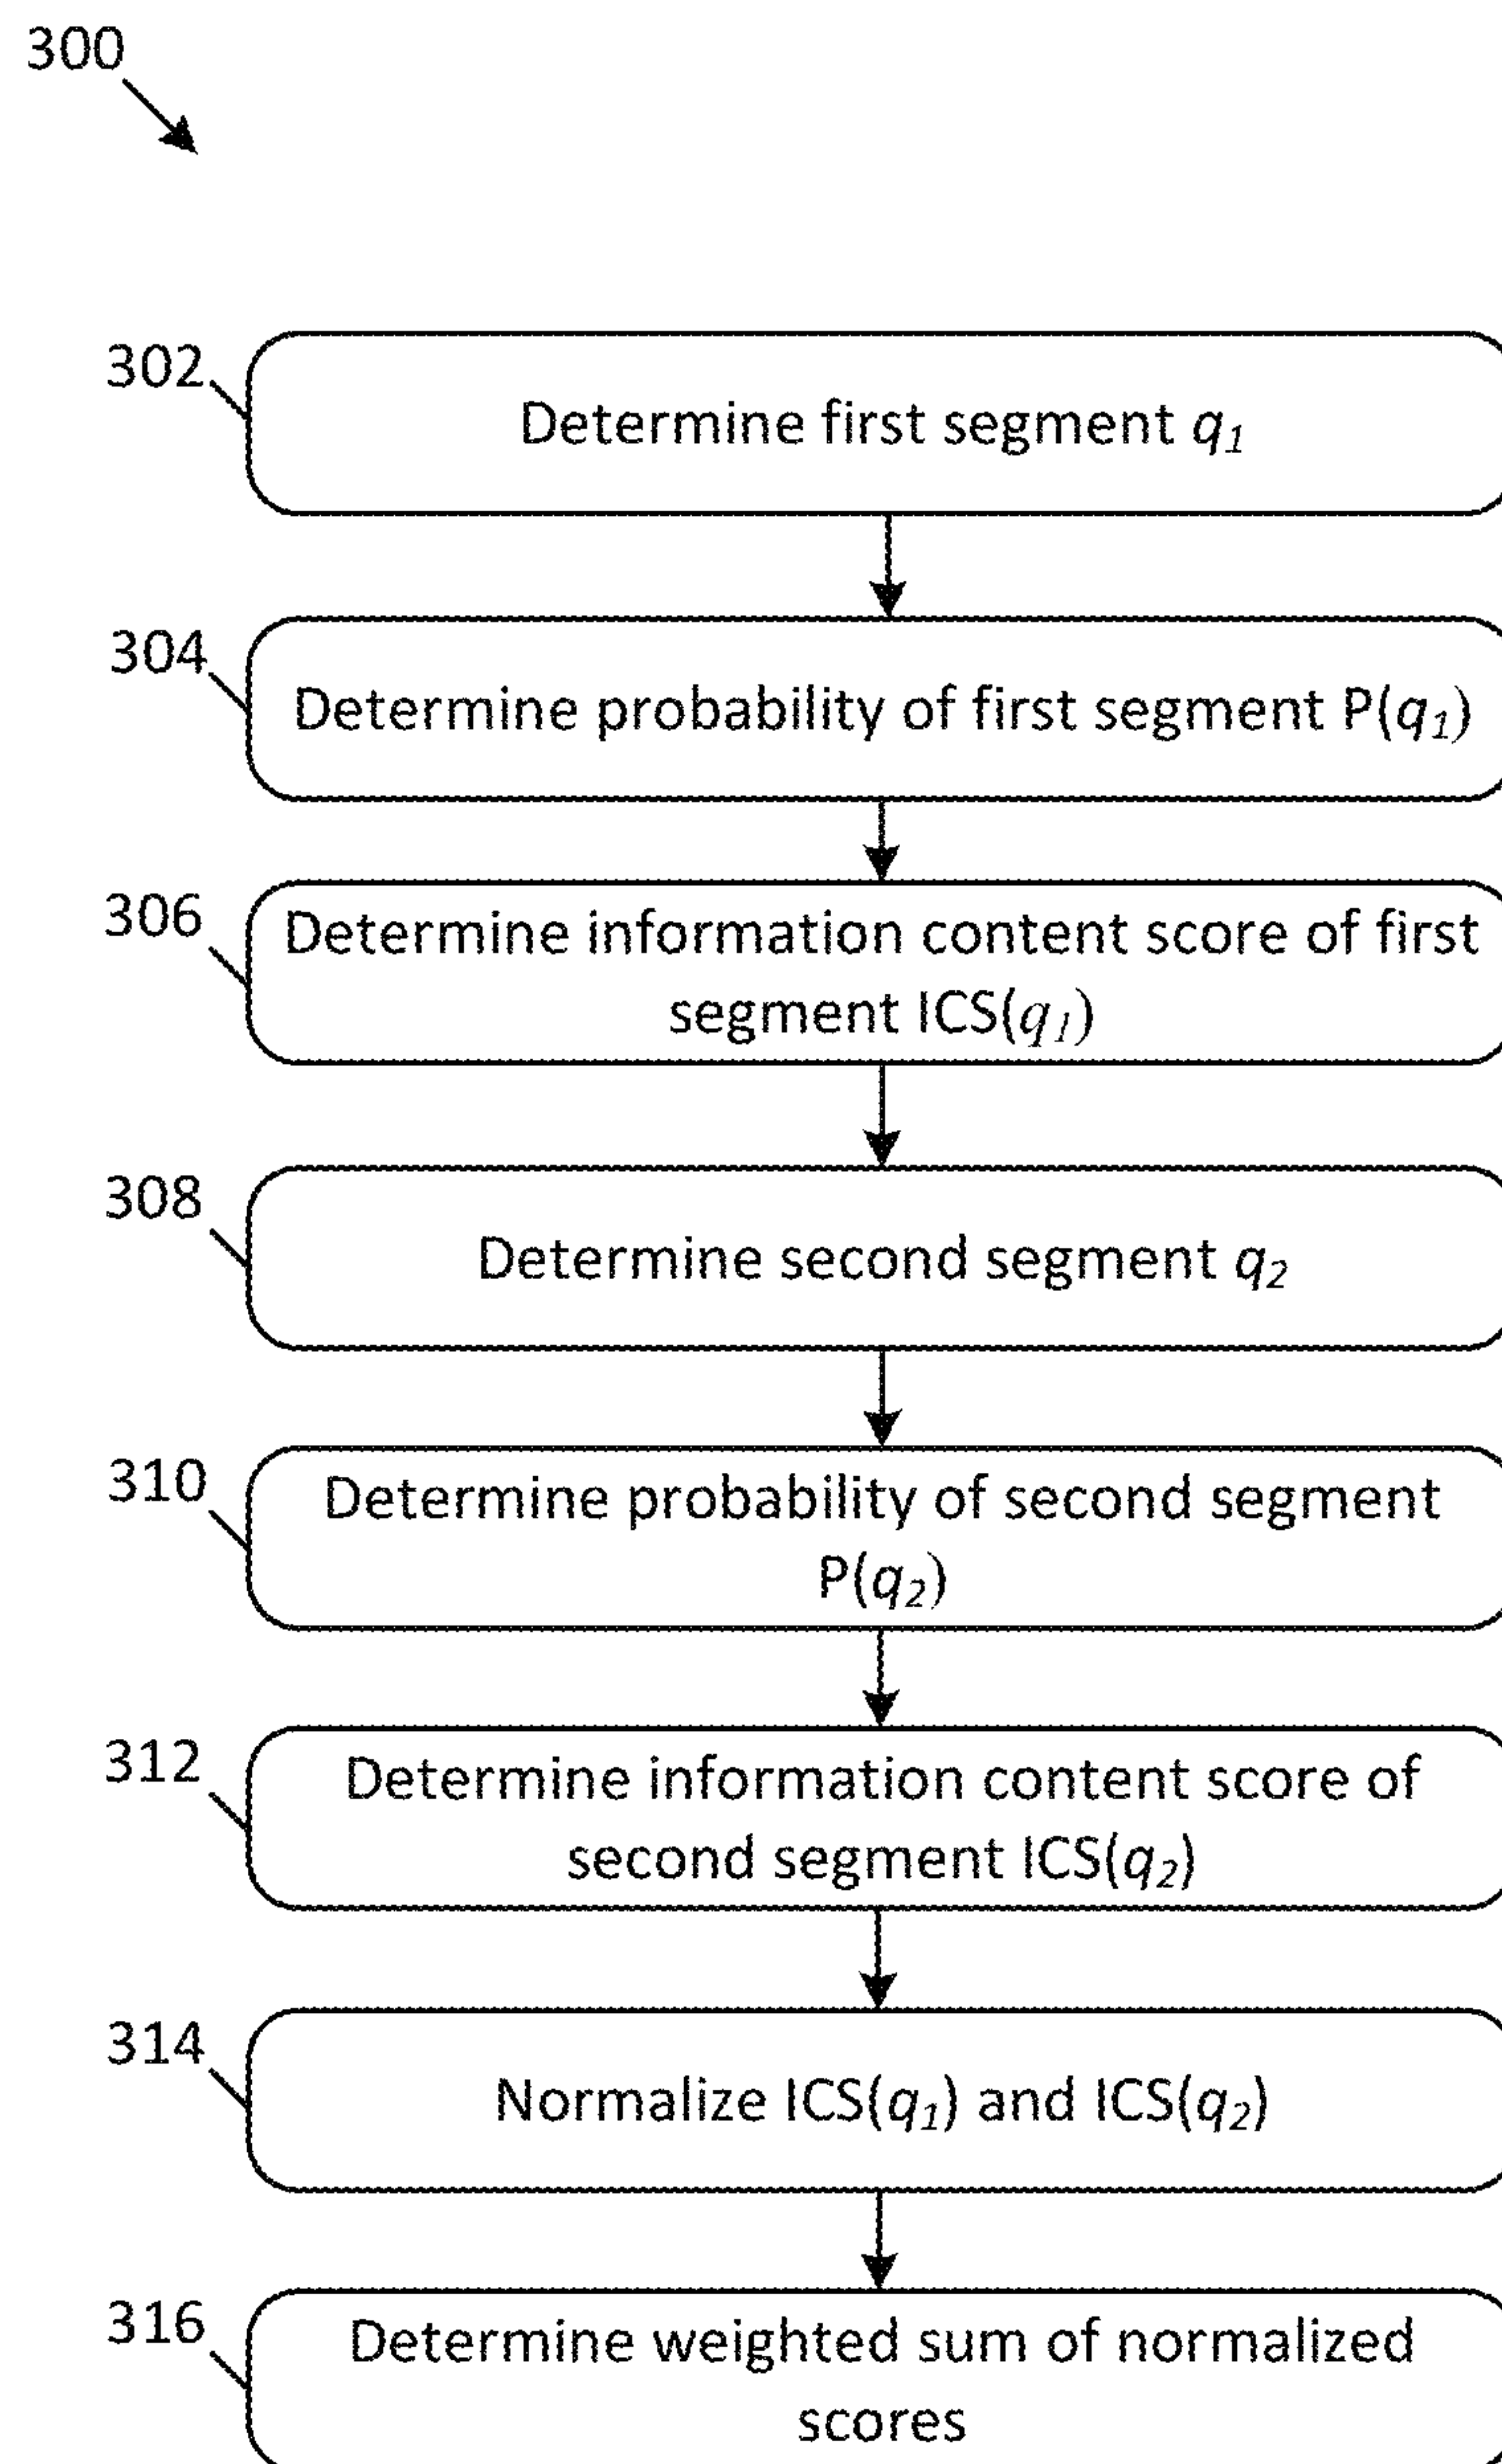 300
302
Determine first segment q₁
304
Determine probability of first segment P(q₁)
306
Determine information content score of first
segment ICS(q₁)
308
Determine second segment q₂
310
Determine probability of second segment
P(q₂)
312
Determine information content score of
second segment ICS(q₂)
314
Normalize ICS(q₁) and ICS(q₂)
316
Determine weighted sum of normalized
scores